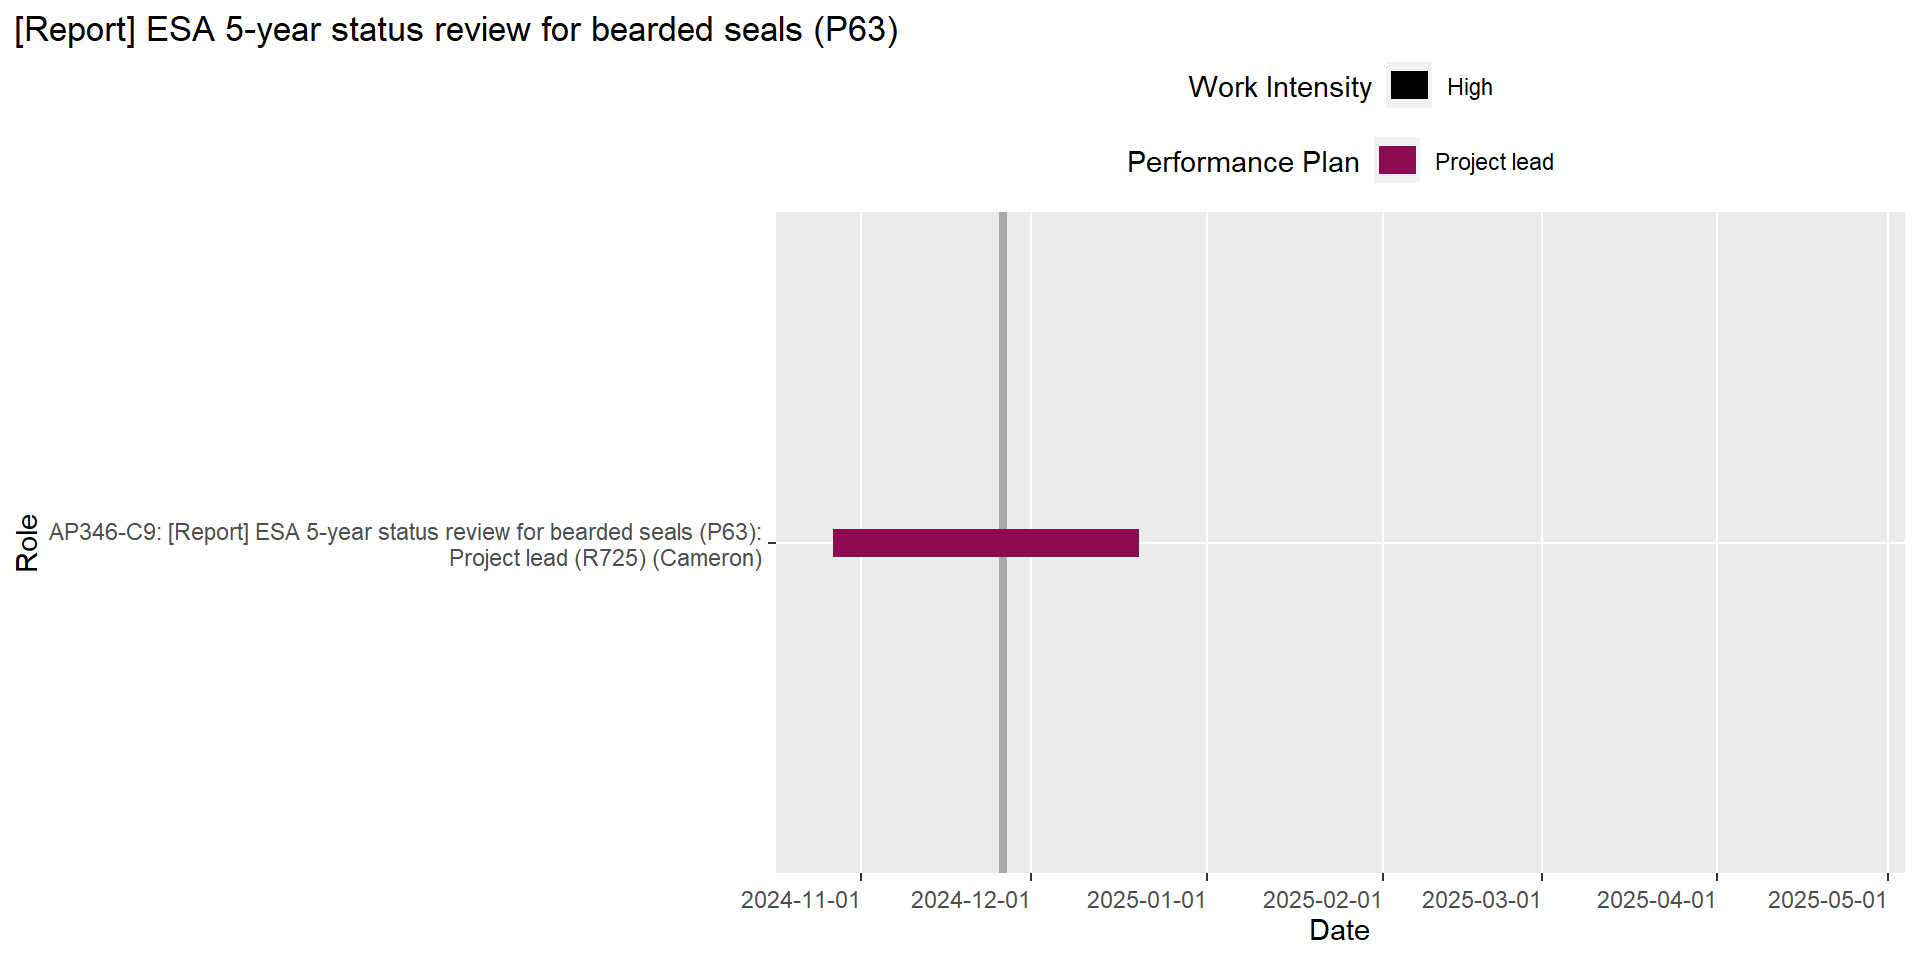 [Report] ESA 5-year status review for bearded seals (P63)
Work Intensity High
Performance Plan Project lead
Role
AP346-C9: [Report] ESA 5-year status review for bearded seals (P63):
Project lead (R725) (Cameron)
2024-11-01 2024-12-01 2025-01-01 2025-02-01 2025-03-01 2025-04-01 2025-05-01
Date